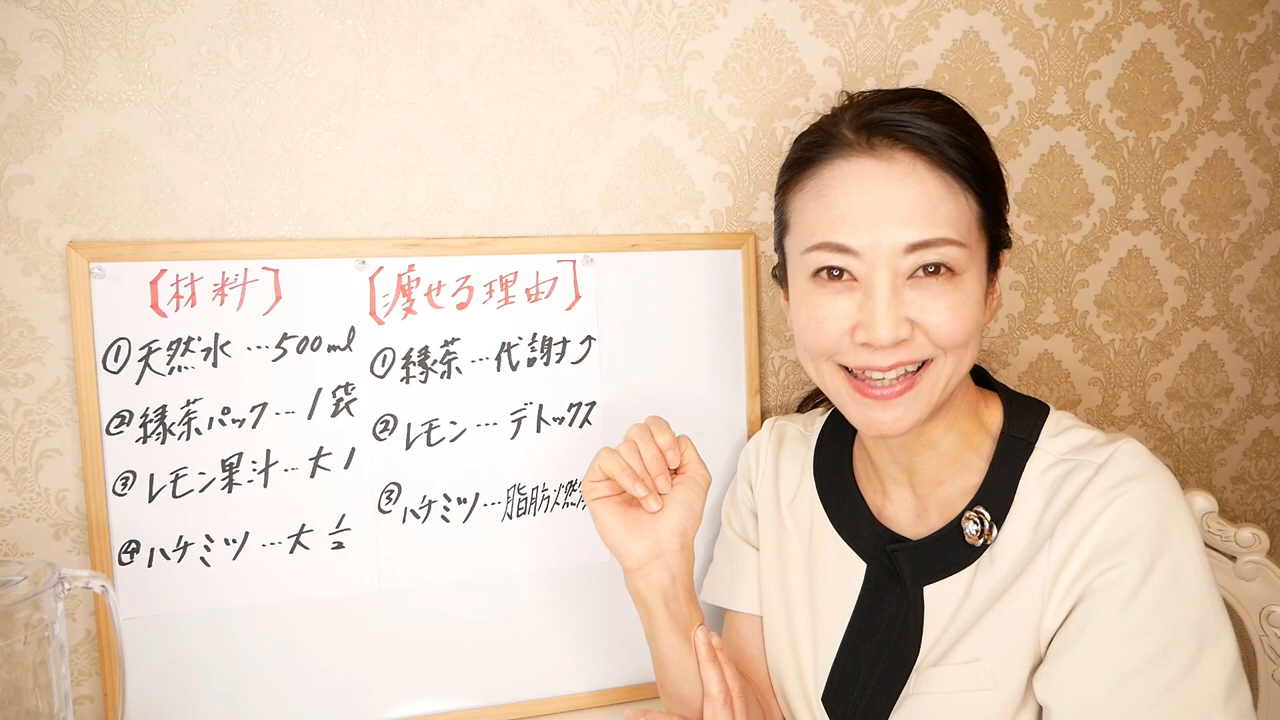 【材料】
①天然水…500ml
②緑茶パック…1袋
③レモン果汁…大1
④ハチミツ…大1/2
【痩せる理由】
①緑茶…代謝⤴
②レモン…デトックス
③ハチミツ…脂肪燃焼